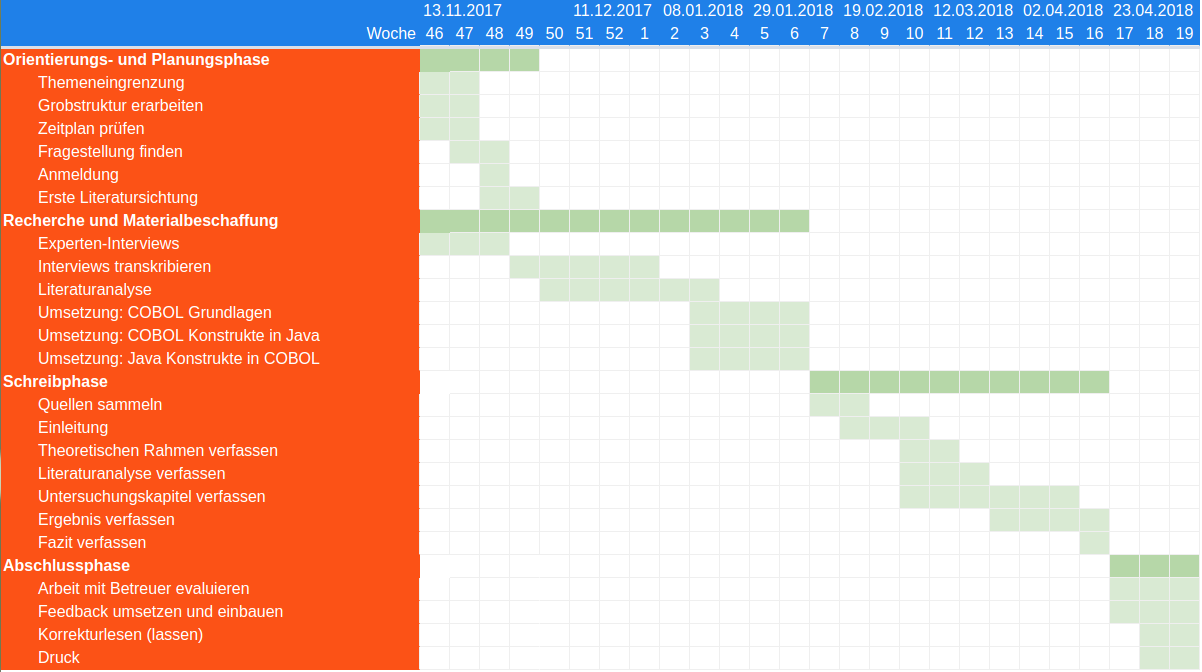 13.11.2017 11.12.2017 08.01.2018 29.01.2018 19.02.2018 12.03.2018 02.04.2018 23.04.2018
Woche 46 47 48 49 50 51 52 1 2 3 4 5 6 7 8 9 10 11 12 13 14 15 16 17 18 19
Orientierungs- und Planungsphase
Themeneingrenzung
Grobstruktur erarbeiten
Zeitplan prüfen
Fragestellung finden
Anmeldung
Erste Literatursichtung
Recherche und Materialbeschaffung
Experten-Interviews
Interviews transkribieren
Literaturanalyse
Umsetzung: COBOL Grundlagen
Umsetzung: COBOL Konstrukte in Java
Umsetzung: Java Konstrukte in COBOL
Schreibphase
Quellen sammeln
Einleitung
Theoretischen Rahmen verfassen
Literaturanalyse verfassen
Untersuchungskapitel verfassen
Ergebnis verfassen
Fazit verfassen
Abschlussphase
Arbeit mit Betreuer evaluieren
Feedback umsetzen und einbauen
Korrekturlesen (lassen)
Druck